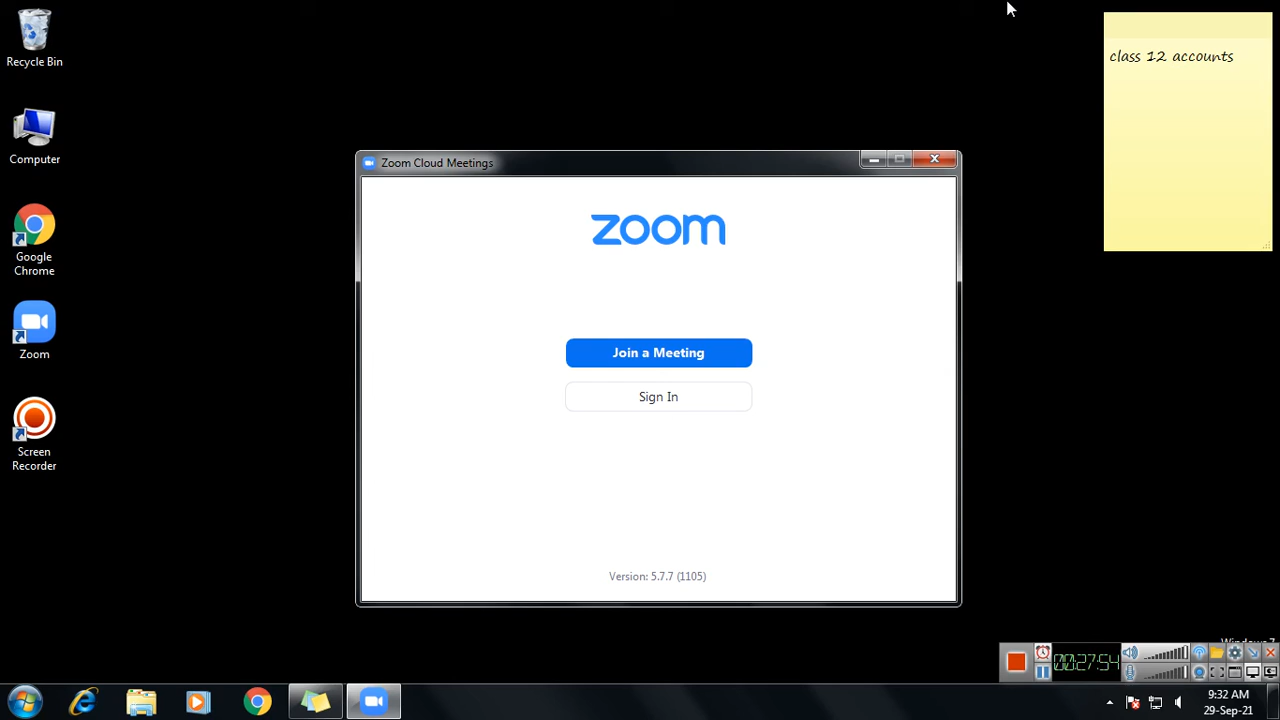 Recycle Bin
Computer
Google
Chrome
Zoom
Screen
Recorder
class 12 accounts
Zoom Cloud Meetings
zoom
Join a Meeting
Sign In
Version: 5.7.7 (1105)
00:27:54
9:32 AM
29-Sep-21